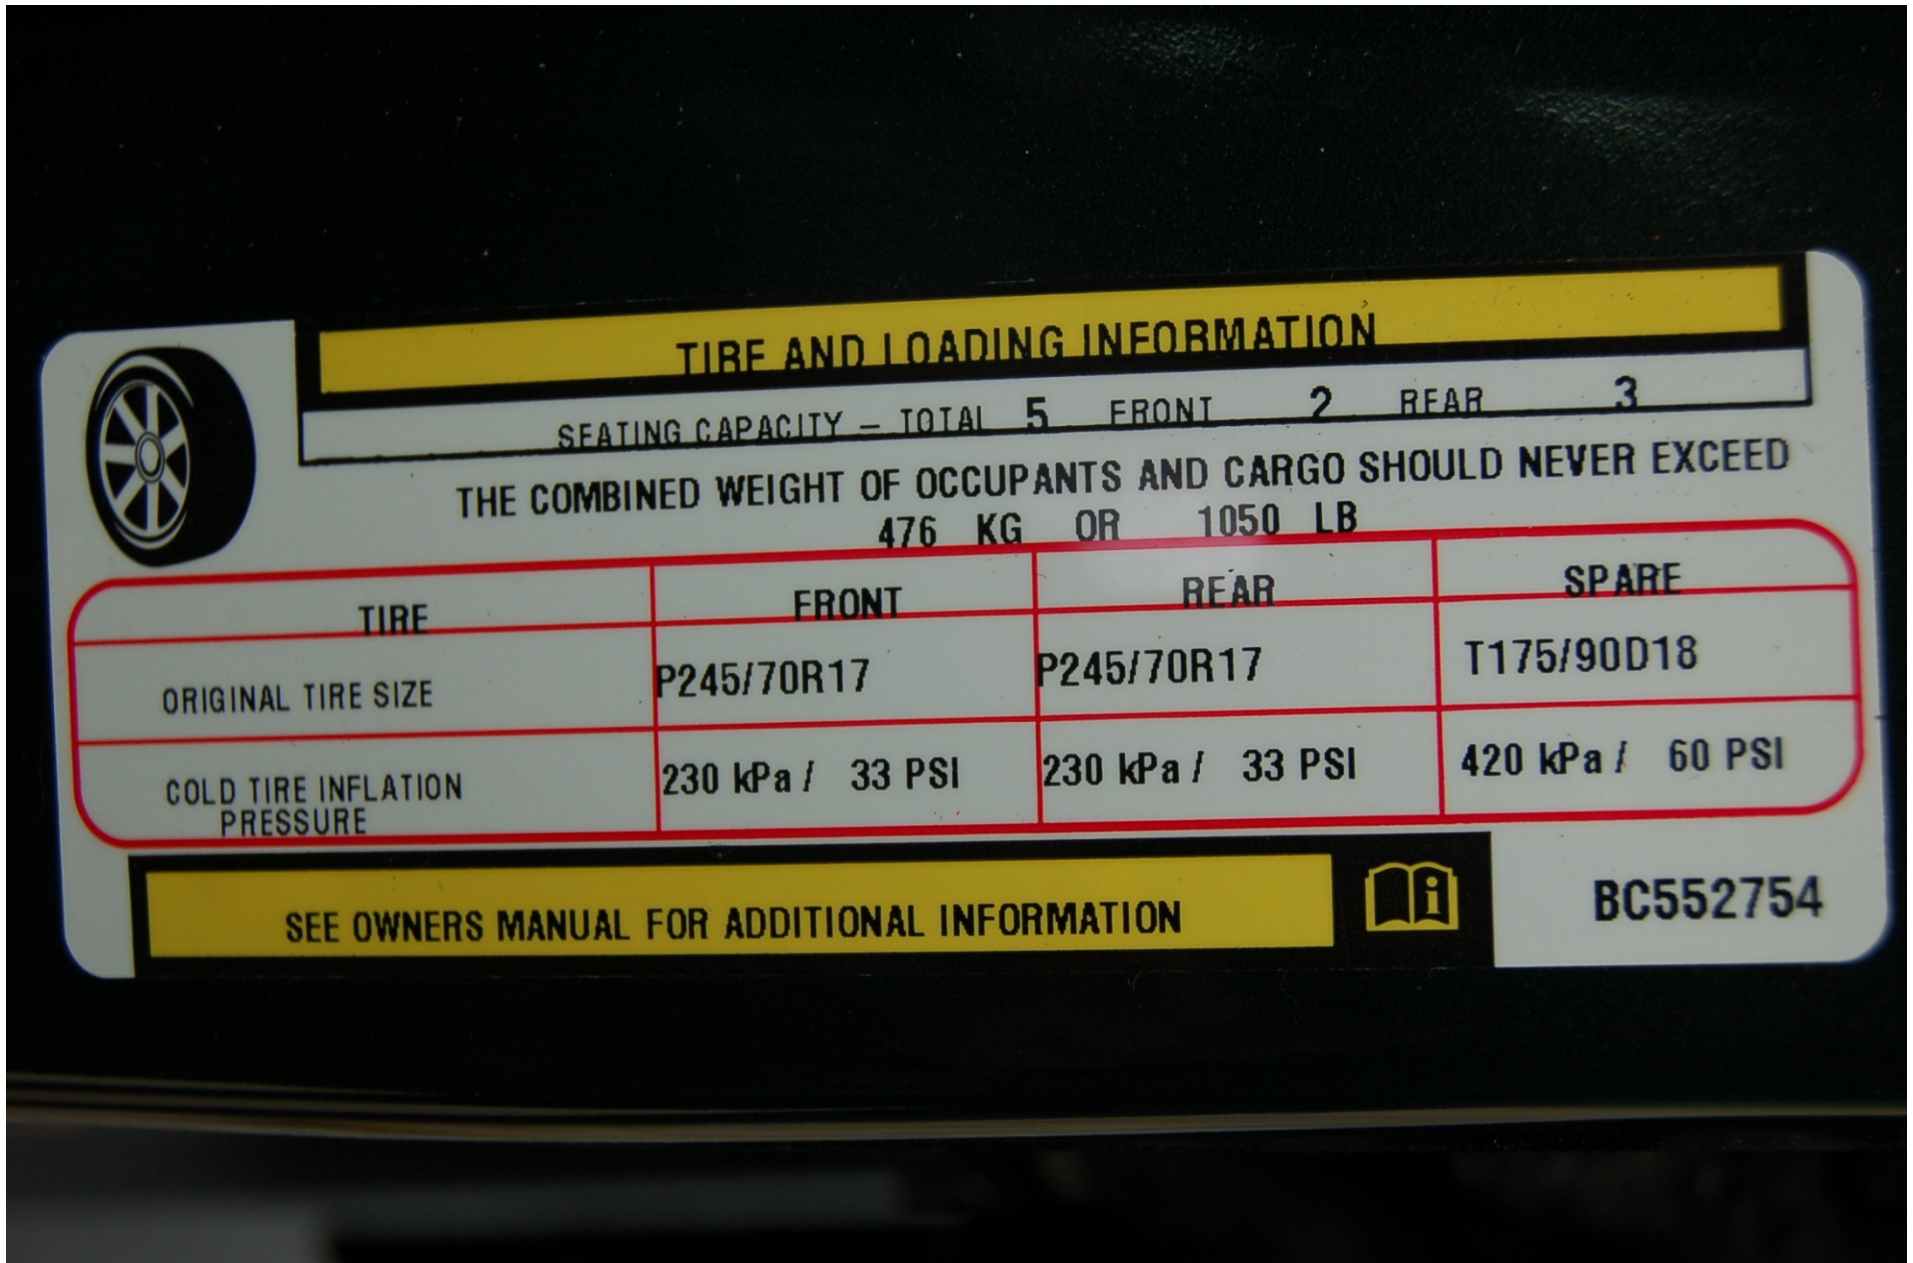 TIRE AND LOADING INFORMATION
SEATING CAPACITY – TOTAL 5 FRONT 2 REAR 3
THE COMBINED WEIGHT OF OCCUPANTS AND CARGO SHOULD NEVER EXCEED
476 KG OR 1050 LB
TIRE FRONT REAR SPARE
ORIGINAL TIRE SIZE P245/70R17 P245/70R17 T175/90D18
COLD TIRE INFLATION PRESSURE 230 kPa / 33 PSI 230 kPa / 33 PSI 420 kPa / 60 PSI
SEE OWNERS MANUAL FOR ADDITIONAL INFORMATION i
BC552754